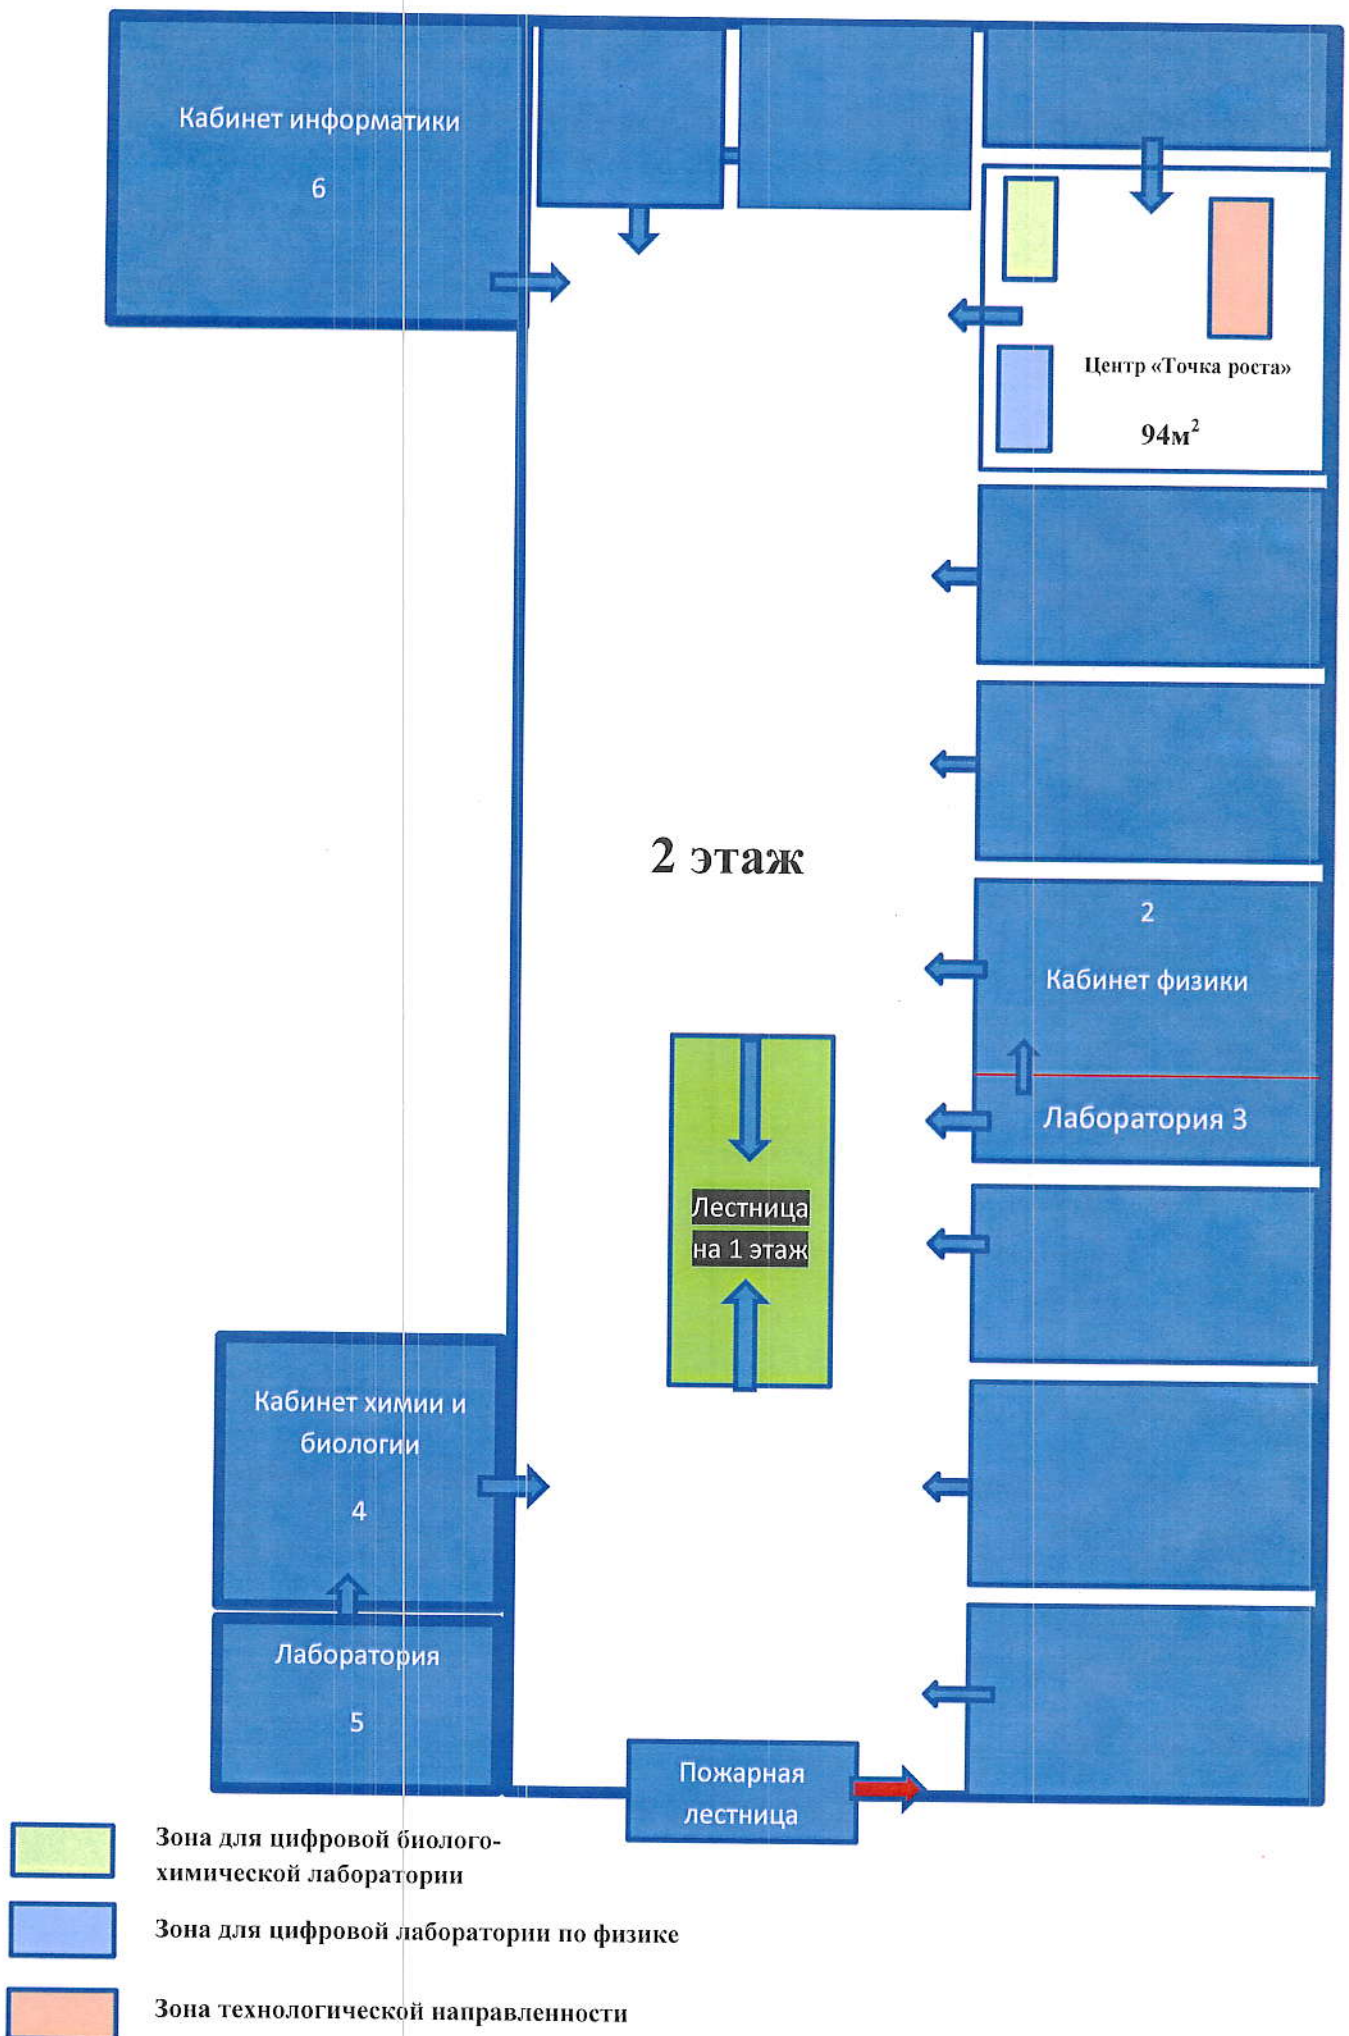 Кабинет информатики
6
Центр «Точка роста»
94м²
2 этаж
2
Кабинет физики
Лаборатория 3
Лестница
на 1 этаж
Кабинет химии и
биологии
4
Лаборатория
5
Пожарная
лестница
Зона для цифровой биолого-
химической лаборатории
Зона для цифровой лаборатории по физике
Зона технологической направленности